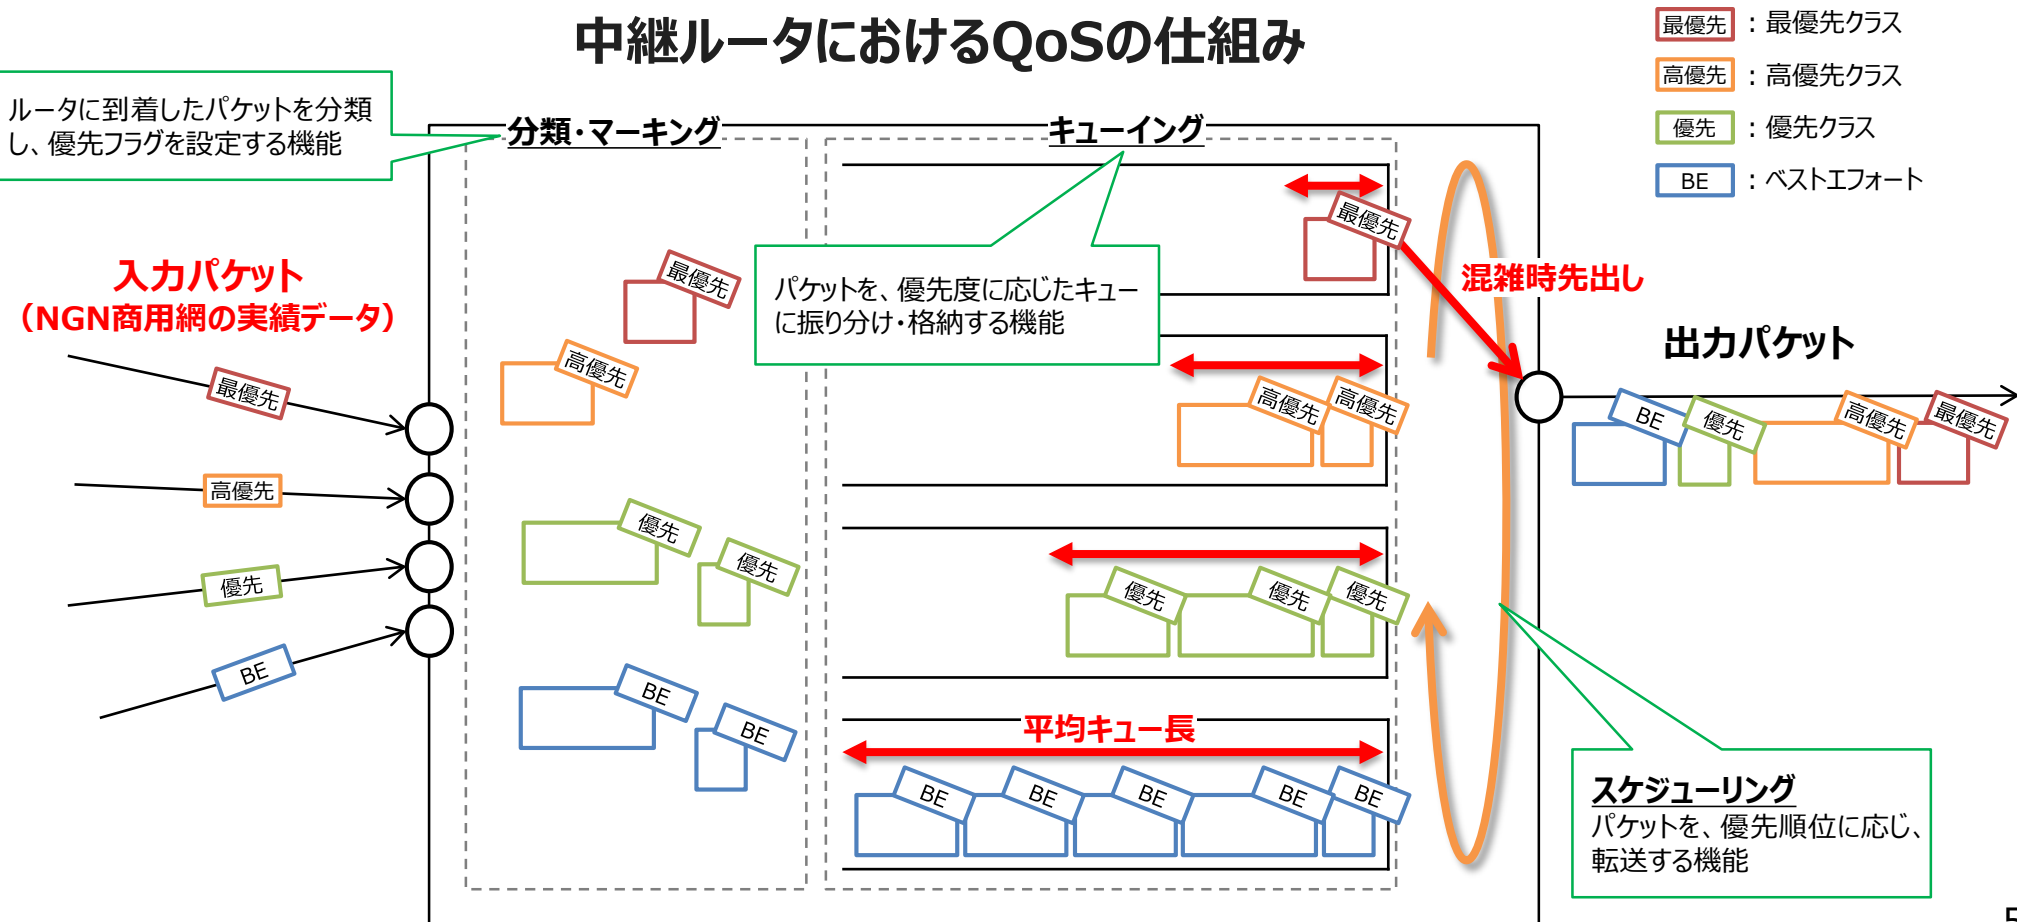 中継ルータにおけるQoSの仕組み
最優先 : 最優先クラス
高優先 : 高優先クラス
優先 : 優先クラス
BE : ベストエフォート
ルータに到着したパケットを分類
し、優先フラグを設定する機能
分類・マーキング
キューイング
入力パケット
（NGN商用網の実績データ）
最優先
高優先
優先
BE
最優先
高優先
優先
優先
BE
BE
パケットを、優先度に応じたキュー
に振り分け・格納する機能
最優先
高優先
高優先
優先
優先
優先
平均キュー長
BE
BE
BE
BE
BE
混雑時先出し
出力パケット
BE
優先
高優先
最優先
スケジューリング
パケットを、優先順位に応じ、
転送する機能